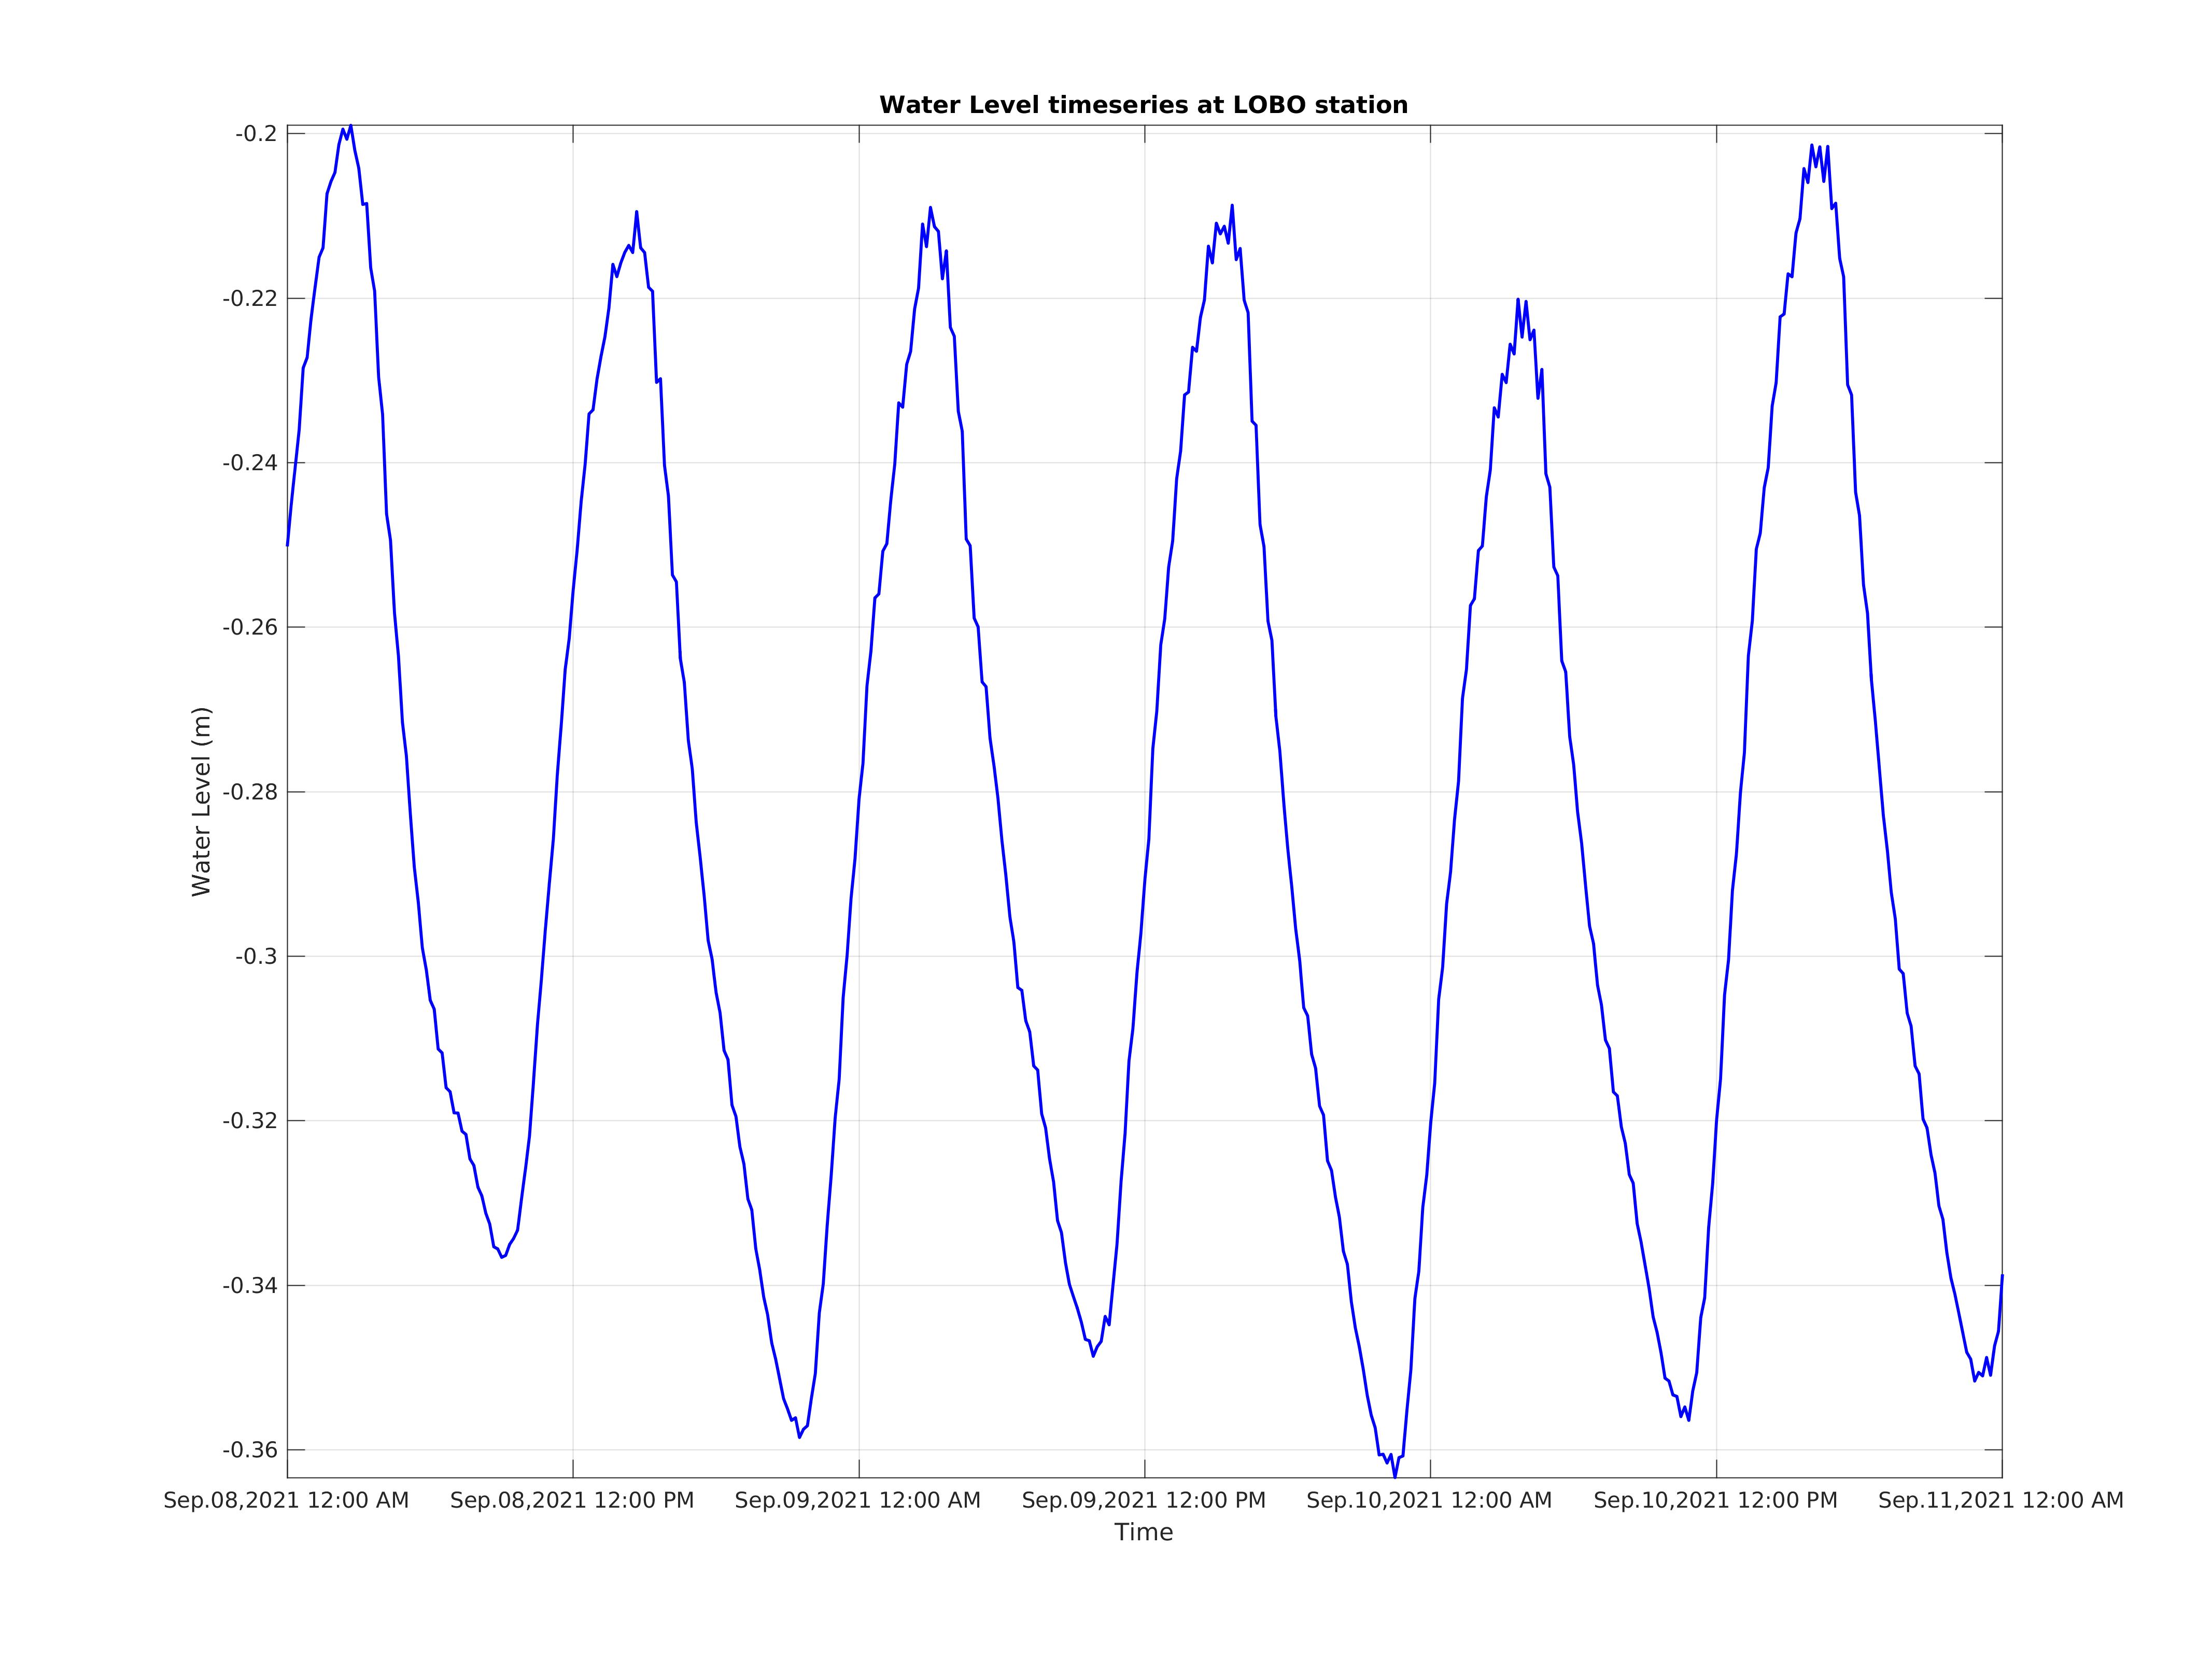 Water Level timeseries at LOBO station
-0.2
-0.22
-0.24
-0.26
-0.28
-0.3
-0.32
-0.34
-0.36
Water Level (m)
Sep.08,2021 12:00 AM
Sep.08,2021 12:00 PM
Sep.09,2021 12:00 AM
Sep.09,2021 12:00 PM
Sep.10,2021 12:00 AM
Sep.10,2021 12:00 PM
Sep.11,2021 12:00 AM
Time